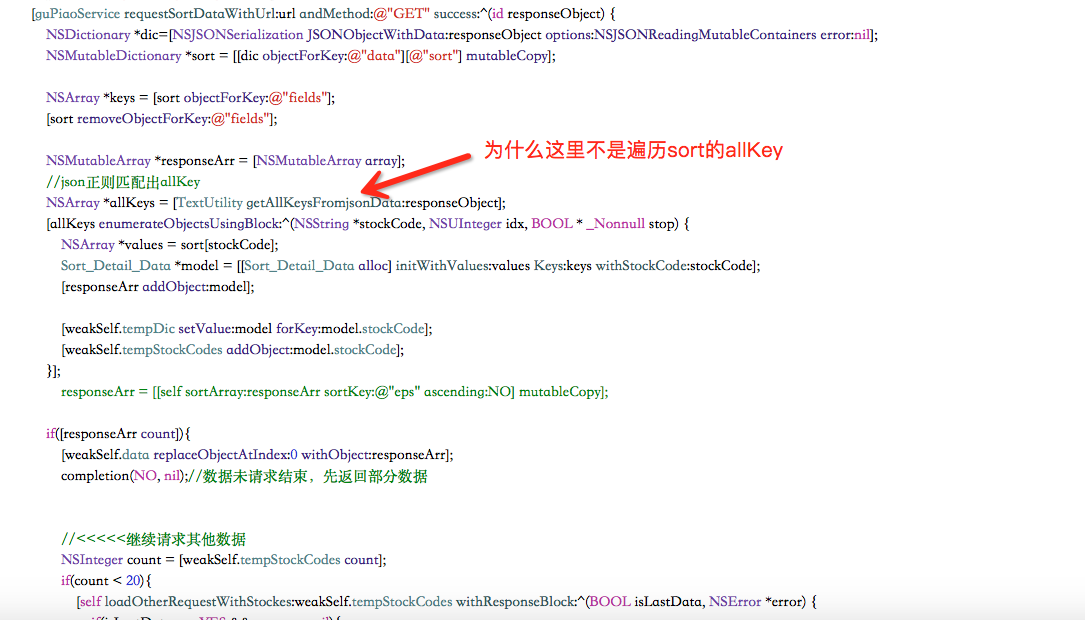 [guPiaoService requestSortDataWithUrl:url andMethod:@"GET" success:^(id responseObject) {
NSDictionary *dic=[NSJSONSerialization JSONObjectWithData:responseObject options:NSJSONReadingMutableContainers error:nil];
NSMutableDictionary *sort = [[dic objectForKey:@"data"][@"sort"] mutableCopy];
NSArray *keys = [sort objectForKey:@"fields"];
[sort removeObjectForKey:@"fields"];
为什么这里不是遍历sort的allKey
NSMutableArray *responseArr = [NSMutableArray array];
//json正则匹配出allKey
NSArray *allKeys = [TextUtility getAllKeysFromjsonData:responseObject];
[allKeys enumerateObjectsUsingBlock:^(NSString *stockCode, NSUInteger idx, BOOL * _Nonnull stop) {
NSArray *values = sort[stockCode];
Sort_Detail_Data *model = [[Sort_Detail_Data alloc] initWithValues:values Keys:keys withStockCode:stockCode];
[responseArr addObject:model];
[weakSelf.tempDic setValue:model forKey:model.stockCode];
[weakSelf.tempStockCodes addObject:model.stockCode];
}];
responseArr = [[self sortArray:responseArr sortKey:@"eps" ascending:NO] mutableCopy];
if([responseArr count]){
[weakSelf.data replaceObjectAtIndex:0 withObject:responseArr];
completion(NO, nil);//数据未请求结束，先返回部分数据
//<<<<<继续请求其他数据
NSInteger count = [weakSelf.tempStockCodes count];
if(count < 20){
[self loadOtherRequestWithStockes:weakSelf.tempStockCodes withResponseBlock:^(BOOL isLastData, NSError *error) {